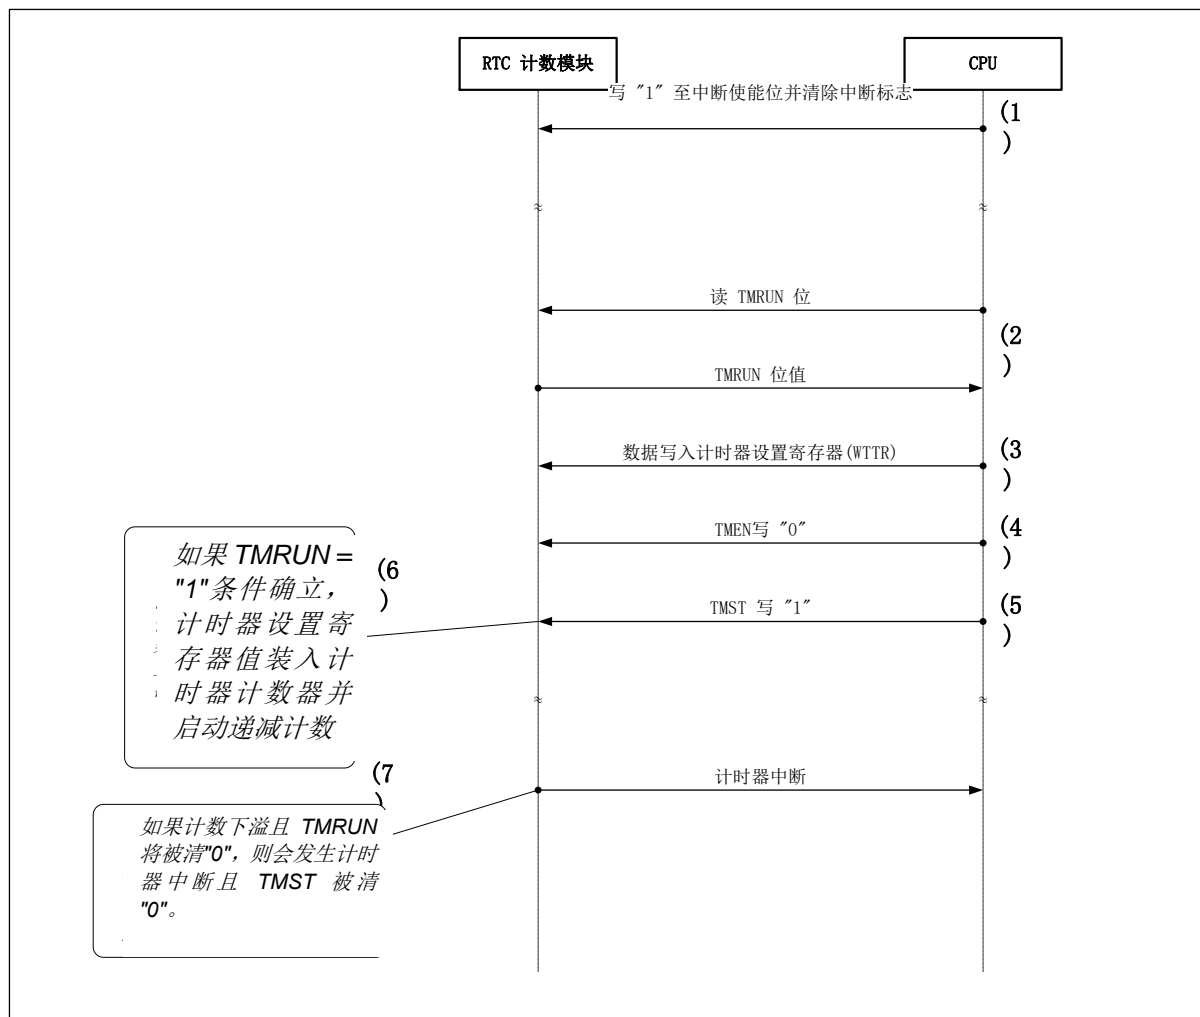 RTC 计数模块
CPU
写 "1" 至中断使能位并清除中断标志
(1
)
≈
≈
读 TMRUN 位
(2
)
TMRUN 位值
数据写入计时器设置寄存器(WTTR)
(3
)
TMEN写 "0"
(4
)
TMST 写 "1"
(5
)
如果 TMRUN =
"1"条件确立，
计时器设置寄
存器值装入计
时器计数器并
启动递减计数
(6
)
≈
≈
计时器中断
(7
)
如果计数下溢且 TMRUN
将被清"0"，则会发生计时
器中断且 TMST 被清
"0"。